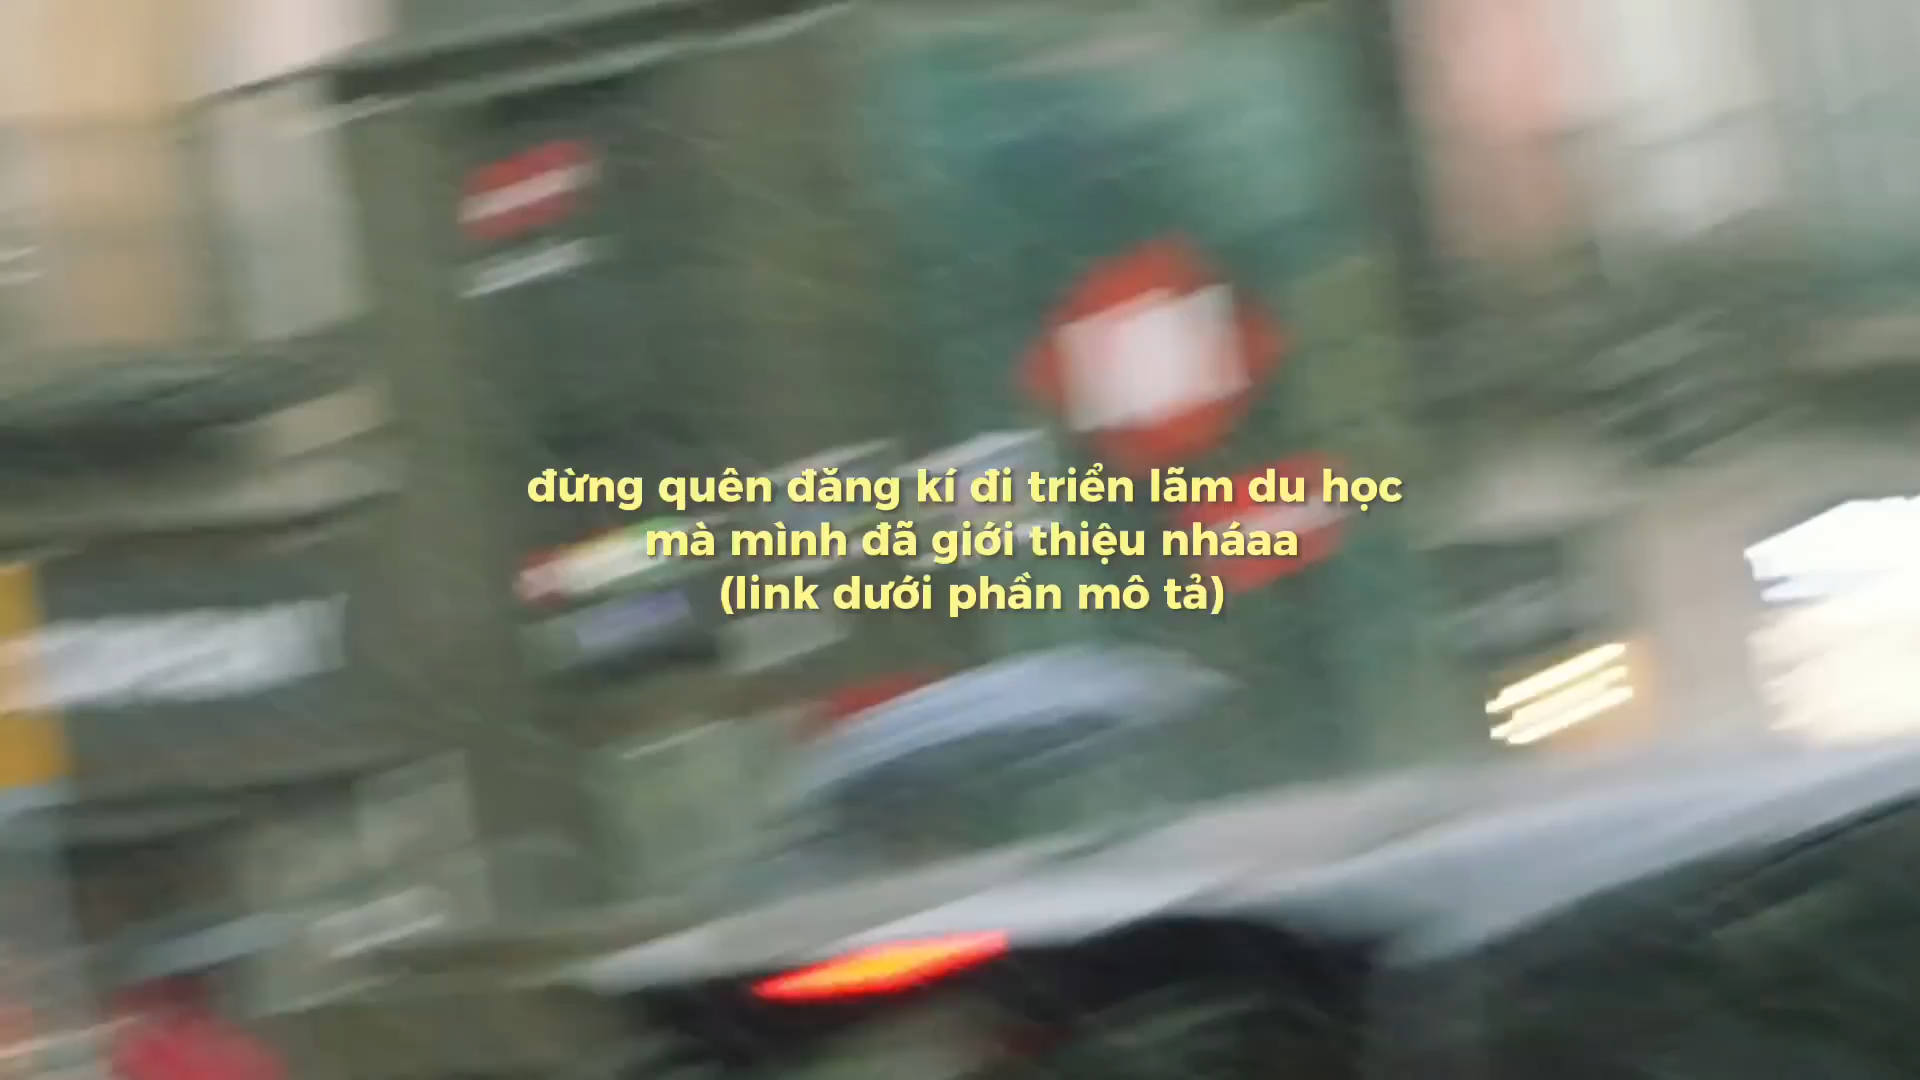 đừng quên đăng kí đi triển lãm du học
mà mình đã giới thiệu nháaa
(link dưới phần mô tả)